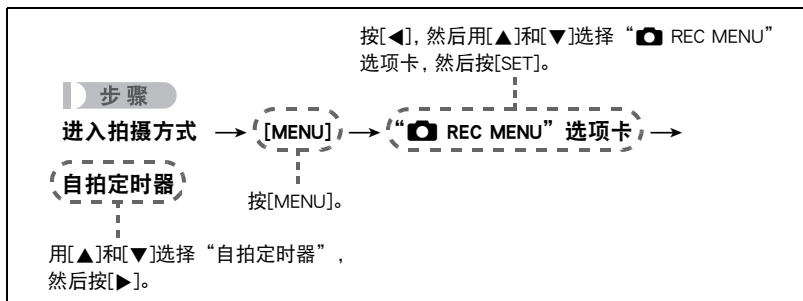 按[◀], 然后用[▲]和[▼]选择 “📷 REC MENU”
选项卡, 然后按[SET]。
步骤
进入拍摄方式 → [MENU] → “📷 REC MENU” 选项卡 →
按[MENU]。
自拍定时器
用[▲]和[▼]选择 “自拍定时器”,
然后按[▶]。